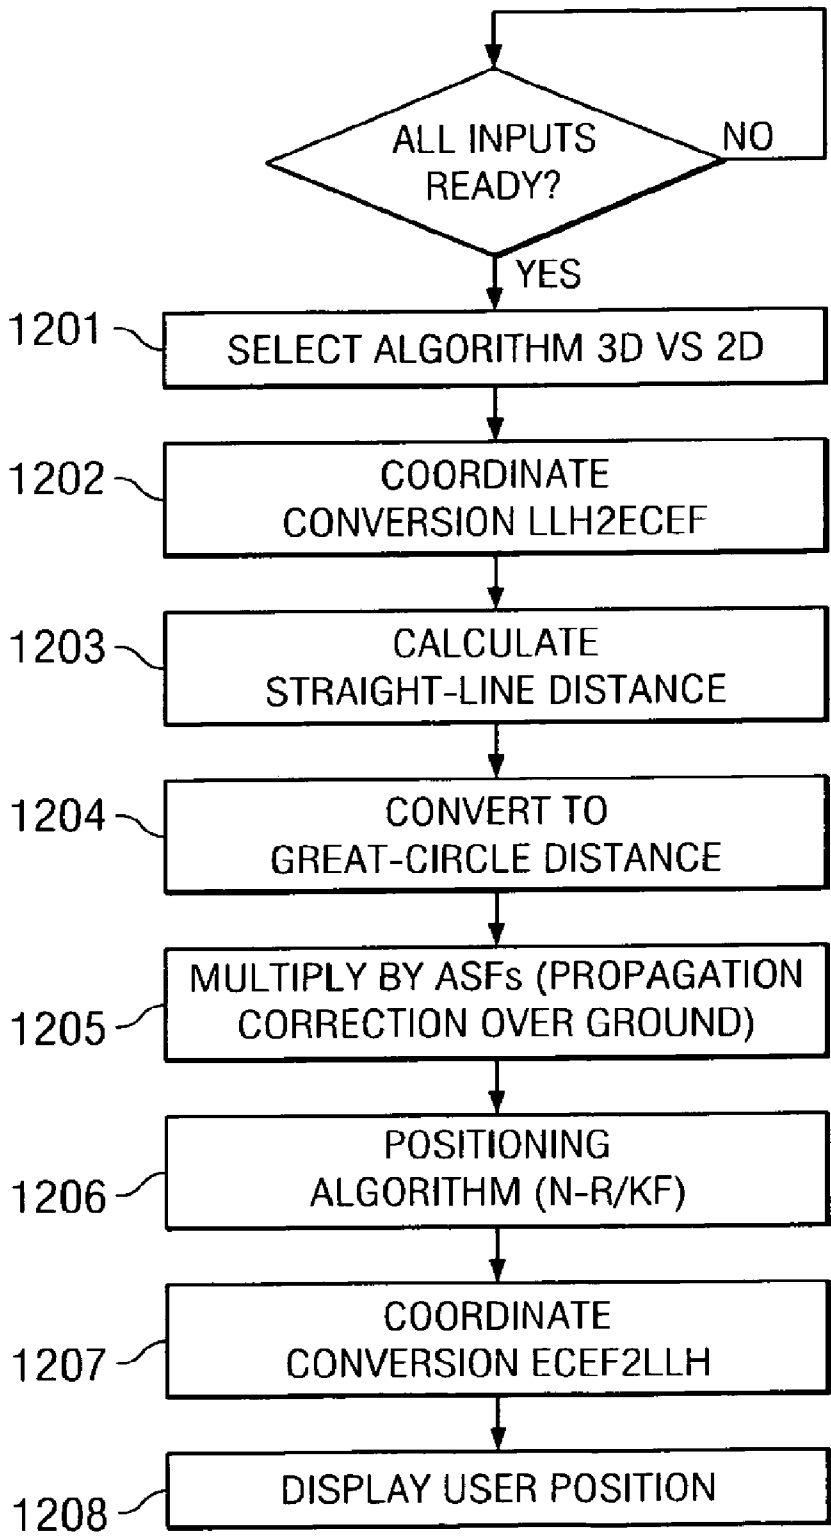 ALL INPUTS
READY?
NO
YES
1201
SELECT ALGORITHM 3D VS 2D
1202
COORDINATE
CONVERSION LLH2ECEF
1203
CALCULATE
STRAIGHT-LINE DISTANCE
1204
CONVERT TO
GREAT-CIRCLE DISTANCE
1205
MULTIPLY BY ASFs (PROPAGATION
CORRECTION OVER GROUND)
1206
POSITIONING
ALGORITHM (N-R/KF)
1207
COORDINATE
CONVERSION ECEF2LLH
1208
DISPLAY USER POSITION